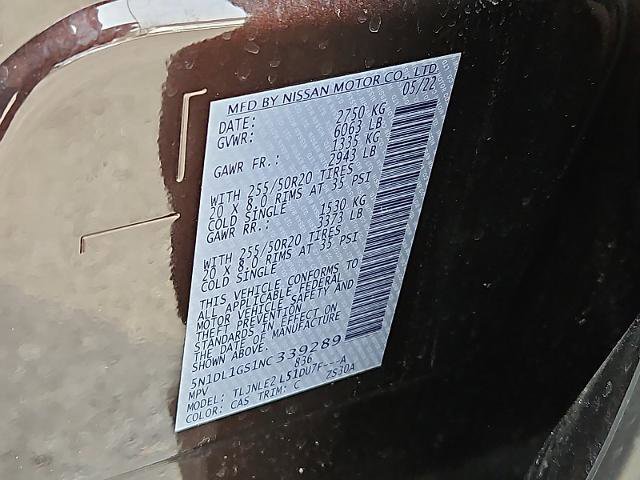 MFD BY NISSAN MOTOR CO., LTD.
DATE: 05/22
GVWR: 2750 KG
6063 LB
GAWR FR.: 1335 KG
2943 LB
WITH 255/50R20 TIRES
20 X 8.0 RIMS AT 35 PSI
COLD SINGLE
GAWR RR.: 1530 KG
3373 LB
WITH 255/50R20 TIRES
20 X 8.0 RIMS AT 35 PSI
COLD SINGLE
THIS VEHICLE CONFORMS TO
ALL APPLICABLE FEDERAL
MOTOR VEHICLE SAFETY AND
THEFT PREVENTION
STANDARDS IN EFFECT ON
THE DATE OF MANUFACTURE
SHOWN ABOVE.
5N1DL1GS1NC339289
MPV 836
MODEL: TLJNLE2 L51DU7F---A
COLOR: CAS TRIM: C ZS30A